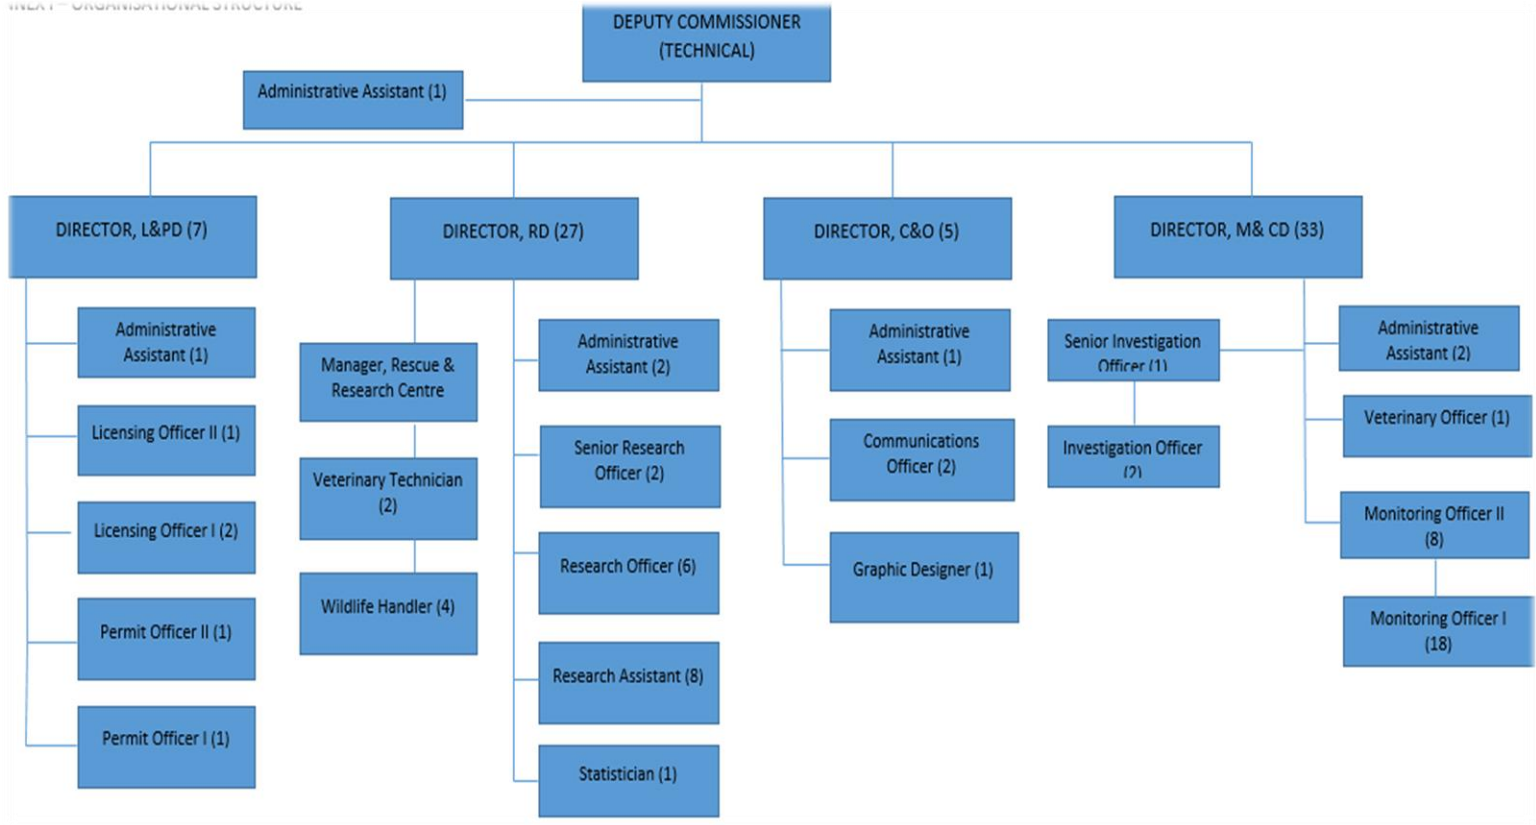 ORGANISATIONAL STRUCTURE
DEPUTY COMMISSIONER
(TECHNICAL)
Administrative Assistant (1)
DIRECTOR, L&PD (7)
DIRECTOR, RD (27)
DIRECTOR, C&O (5)
DIRECTOR, M& CD (33)
Administrative
Assistant (1)
Licensing Officer II (1)
Licensing Officer I (2)
Permit Officer II (1)
Permit Officer I (1)
Manager, Rescue &
Research Centre
Veterinary Technician
(2)
Wildlife Handler (4)
Administrative
Assistant (2)
Senior Research
Officer (2)
Research Officer (6)
Research Assistant (8)
Statistician (1)
Administrative
Assistant (1)
Communications
Officer (2)
Graphic Designer (1)
Senior Investigation
Officer (1)
Investigation Officer
(2)
Administrative
Assistant (2)
Veterinary Officer (1)
Monitoring Officer II
(8)
Monitoring Officer I
(18)